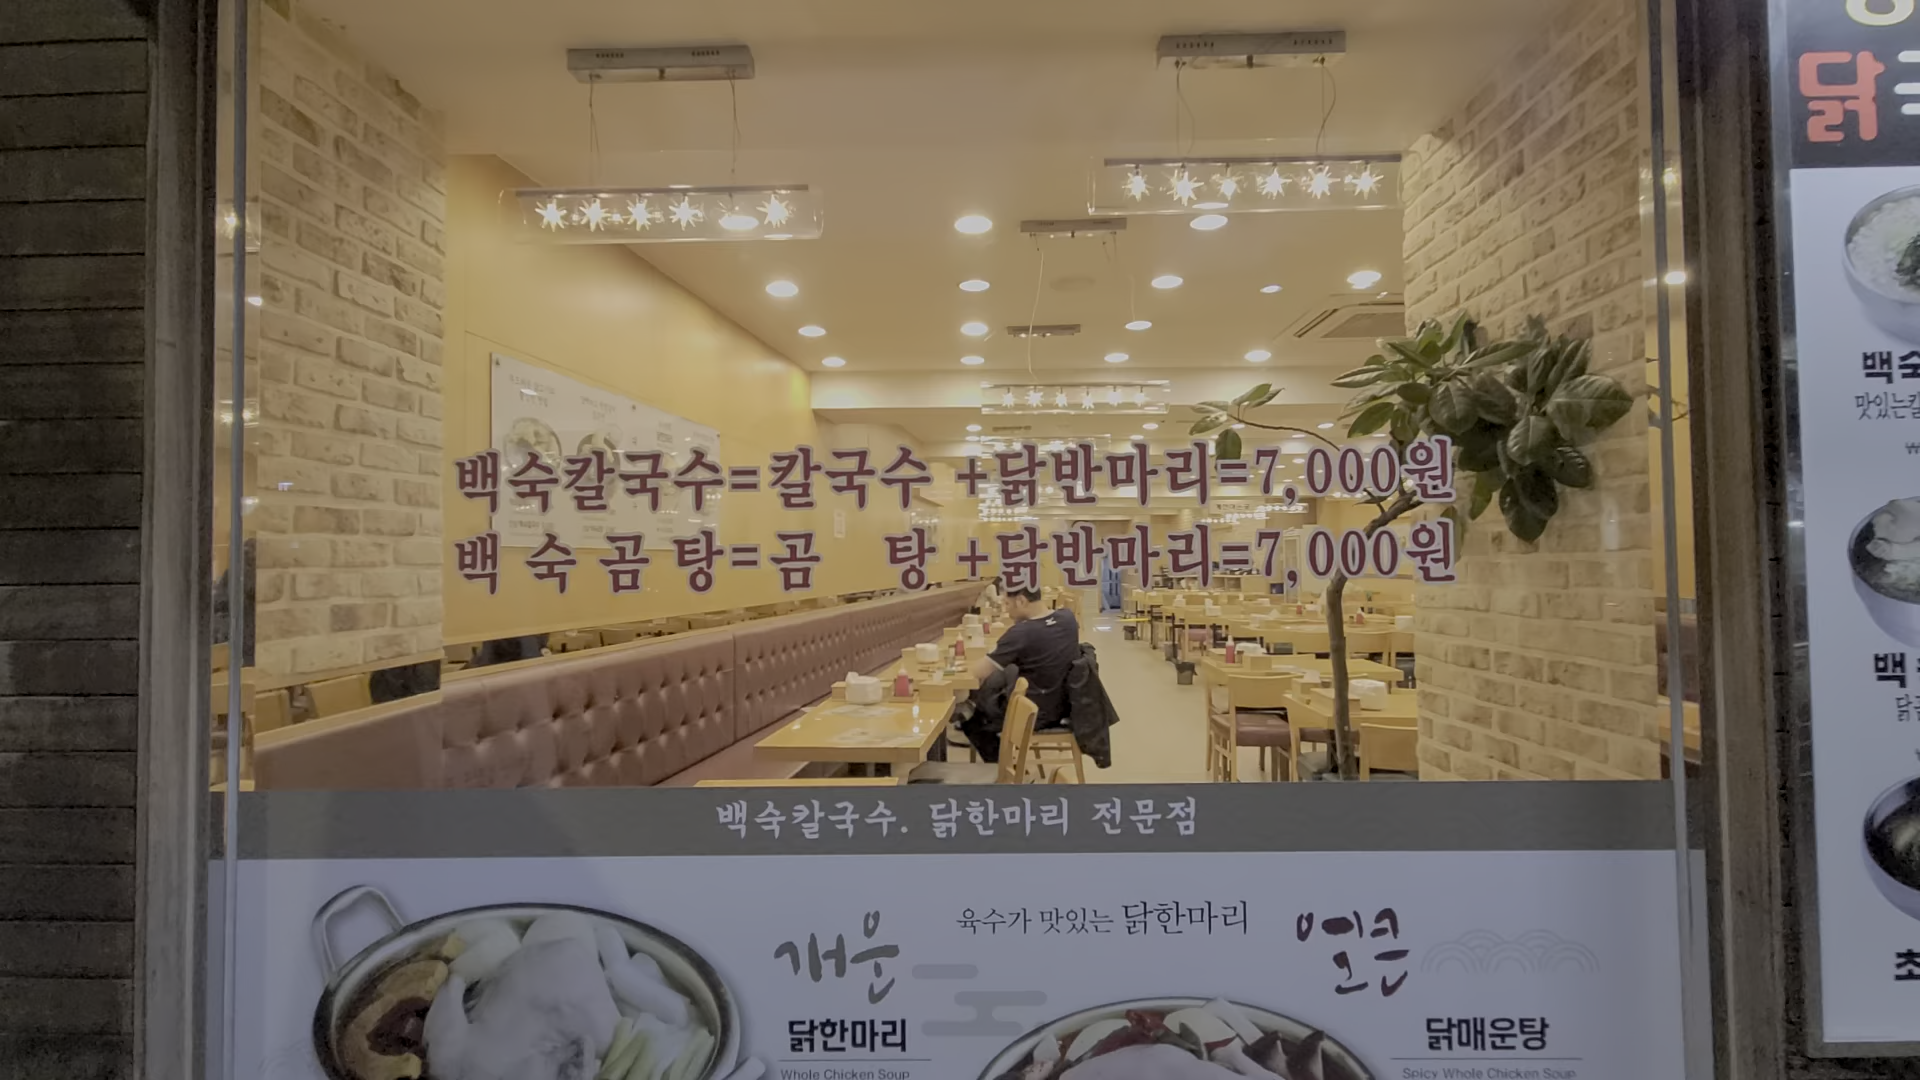 백숙칼국수=칼국수 +닭반마리=7,000원
백 숙 곰 탕=곰 탕 +닭반마리=7,000원
백숙칼국수. 닭한마리 전문점
육수가 맛있는 닭한마리
개운
얼큰
닭한마리
Whole Chicken Soup
닭매운탕
Spicy Whole Chicken Soup
닭
백숙
맛있는칼
백
닭
초